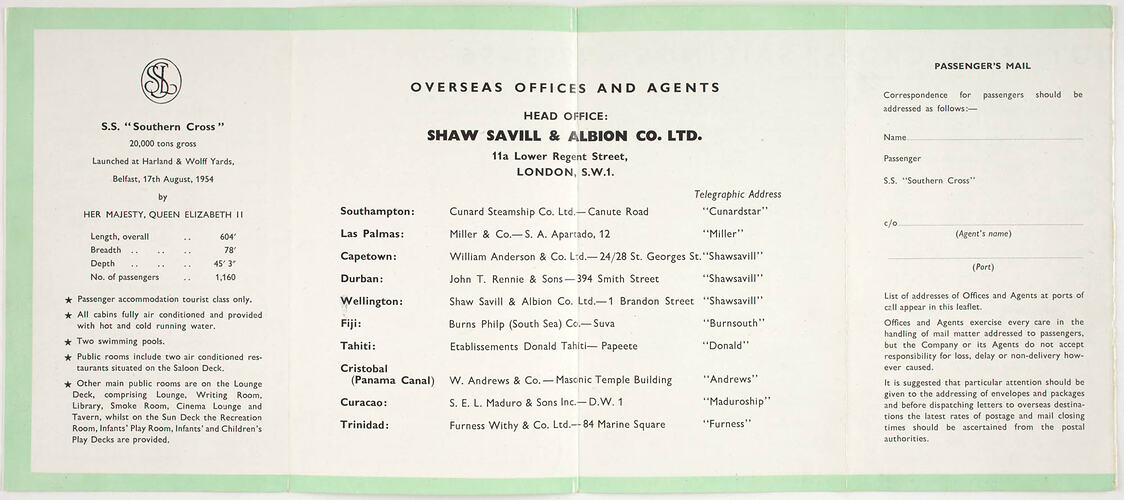 SSL
S.S. "Southern Cross"
20,000 tons gross
Launched at Harland & Wolff Yards,
Belfast, 17th August, 1954
by
HER MAJESTY, QUEEN ELIZABETH II
Length, overall .. 604'
Breadth .. .. .. 78'
Depth .. .. .. 45' 3"
No. of passengers .. 1,160
★ Passenger accommodation tourist class only.
★ All cabins fully air conditioned and provided
with hot and cold running water.
★ Two swimming pools.
★ Public rooms include two air conditioned res-
taurants situated on the Saloon Deck.
★ Other main public rooms are on the Lounge
Deck, comprising Lounge, Writing Room,
Library, Smoke Room, Cinema Lounge and
Tavern, whilst on the Sun Deck the Recreation
Room, Infants' Play Room, Infants' and Children's
Play Decks are provided.
OVERSEAS OFFICES AND AGENTS
HEAD OFFICE:
SHAW SAVILL & ALBION CO. LTD.
11a Lower Regent Street,
LONDON, S.W.1.
Telegraphic Address
Southampton: Cunard Steamship Co. Ltd.—Canute Road "Cunardstar"
Las Palmas: Miller & Co.—S. A. Apartado, 12 "Miller"
Capetown: William Anderson & Co. Ltd.—24/28 St. Georges St. "Shawsavill"
Durban: John T. Rennie & Sons—394 Smith Street "Shawsavill"
Wellington: Shaw Savill & Albion Co. Ltd.—1 Brandon Street "Shawsavill"
Fiji: Burns Philp (South Sea) Co.—Suva "Burnsouth"
Tahiti: Etablissements Donald Tahiti—Papeete "Donald"
Cristobal
(Panama Canal) W. Andrews & Co.—Masonic Temple Building "Andrews"
Curacao: S. E. L. Maduro & Sons Inc.—D.W. 1 "Maduroship"
Trinidad: Furness Withy & Co. Ltd.—84 Marine Square "Furness"
PASSENGER'S MAIL
Correspondence for passengers should be
addressed as follows:—
Name
Passenger
S.S. "Southern Cross"
c/o
(Agent's name)
(Port)
List of addresses of Offices and Agents at ports of
call appear in this leaflet.
Offices and Agents exercise every care in the
handling of mail matter addressed to passengers,
but the Company or its Agents do not accept
responsibility for loss, delay or non-delivery how-
ever caused.
It is suggested that particular attention should be
given to the addressing of envelopes and packages
and before dispatching letters to overseas destina-
tions the latest rates of postage and mail closing
times should be ascertained from the postal
authorities.